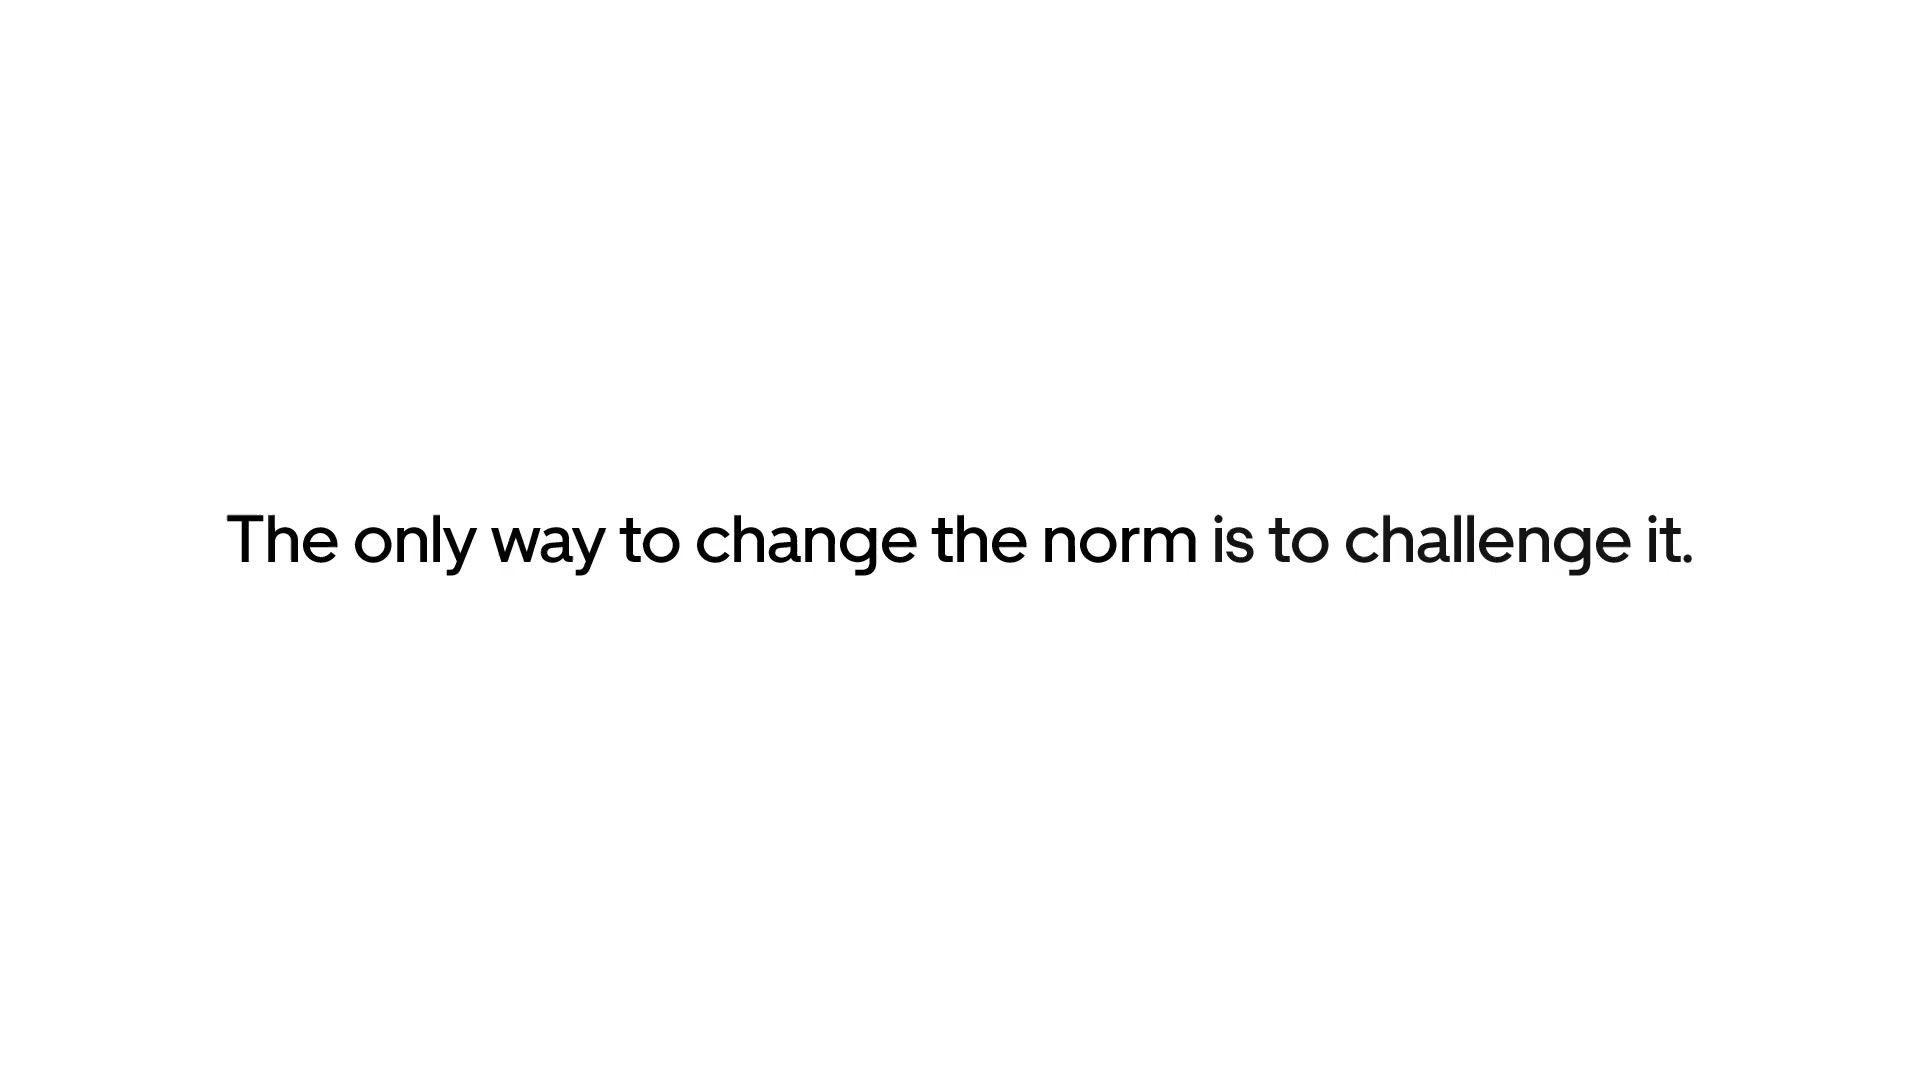 The only way to change the norm is to challenge it.